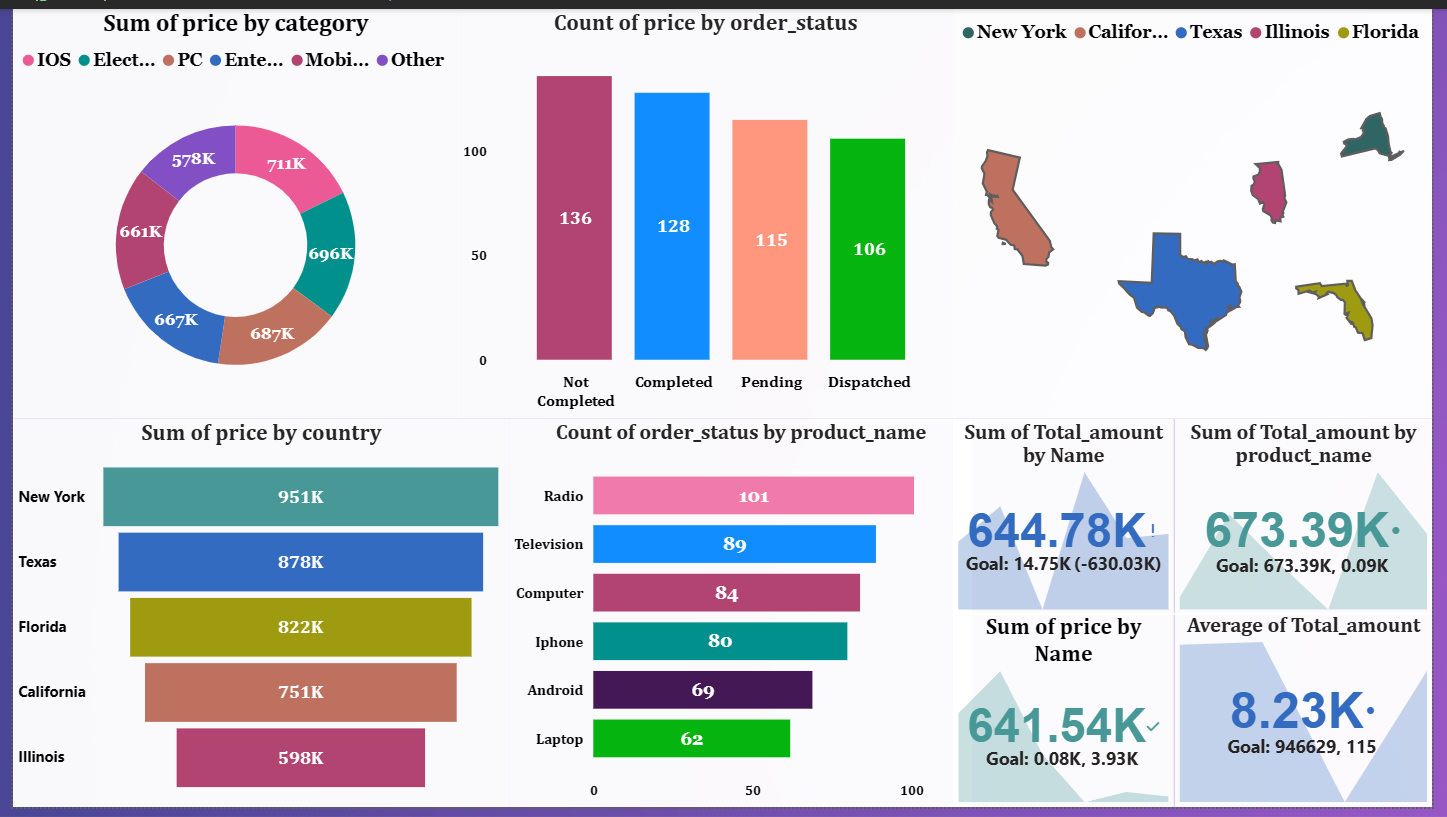 Sum of price by category
IOS Elect... PC Ente... Mobi... Other
711K
696K
687K
667K
661K
578K
Count of price by order_status
100
50
0
136
128
115
106
Not Completed
Completed
Pending
Dispatched
New York Califor... Texas Illinois Florida
Sum of price by country
New York 951K
Texas 878K
Florida 822K
California 751K
Illinois 598K
Count of order_status by product_name
Radio 101
Television 89
Computer 84
Iphone 80
Android 69
Laptop 62
0 50 100
Sum of Total_amount
by Name
644.78K!
Goal: 14.75K (-630.03K)
Sum of Total_amount by
product_name
673.39K
Goal: 673.39K, 0.09K
Sum of price by
Name
641.54K
Goal: 0.08K, 3.93K
Average of Total_amount
8.23K
Goal: 946629, 115